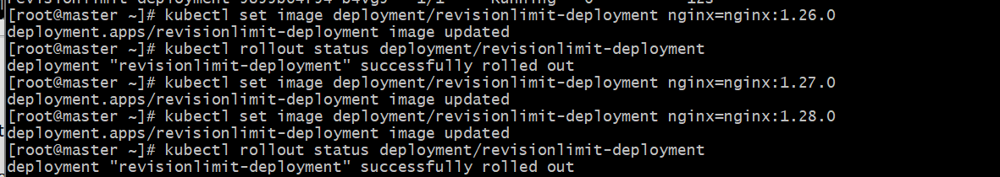 [root@master ~]# kubectl set image deployment/revisionlimit-deployment nginx=nginx:1.26.0
deployment.apps/revisionlimit-deployment image updated
[root@master ~]# kubectl rollout status deployment/revisionlimit-deployment
deployment "revisionlimit-deployment" successfully rolled out
[root@master ~]# kubectl set image deployment/revisionlimit-deployment nginx=nginx:1.27.0
deployment.apps/revisionlimit-deployment image updated
[root@master ~]# kubectl set image deployment/revisionlimit-deployment nginx=nginx:1.28.0
deployment.apps/revisionlimit-deployment image updated
[root@master ~]# kubectl rollout status deployment/revisionlimit-deployment
deployment "revisionlimit-deployment" successfully rolled out